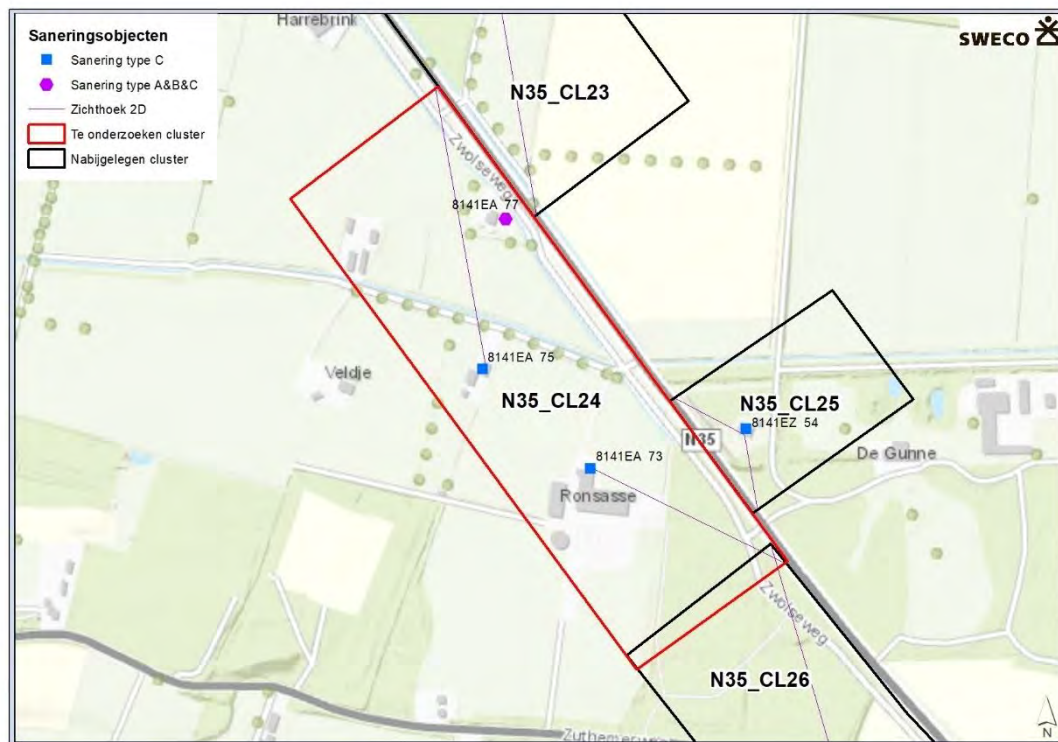 Harrebrink
Saneringsobjecten
Sanering type C
Sanering type A&B&C
Zichthoek 2D
Te onderzoeken cluster
Nabijgelegen cluster
SWECO
N35_CL23
Zwolseweg
8141EA 77
8141EA 75
Veldje
N35_CL24
N35_CL25
8141EZ 54
N35
De Gunne
8141EA 73
Ronsasse
Zwolseweg
N35_CL26
N